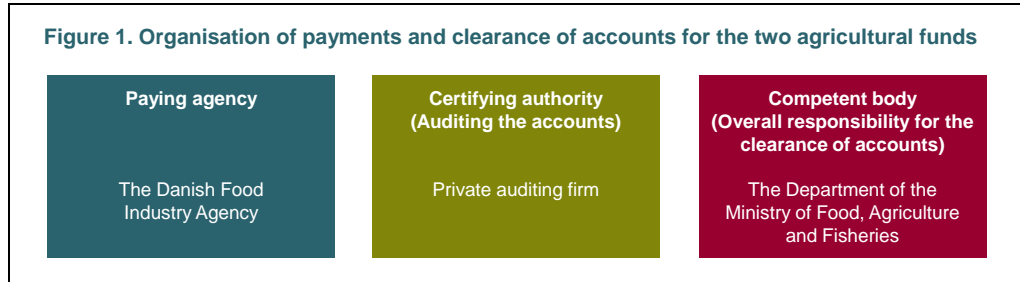 Figure 1. Organisation of payments and clearance of accounts for the two agricultural funds
Paying agency
The Danish Food
Industry Agency
Certifying authority
(Auditing the accounts)
Private auditing firm
Competent body
(Overall responsibility for the
clearance of accounts)
The Department of the
Ministry of Food, Agriculture
and Fisheries